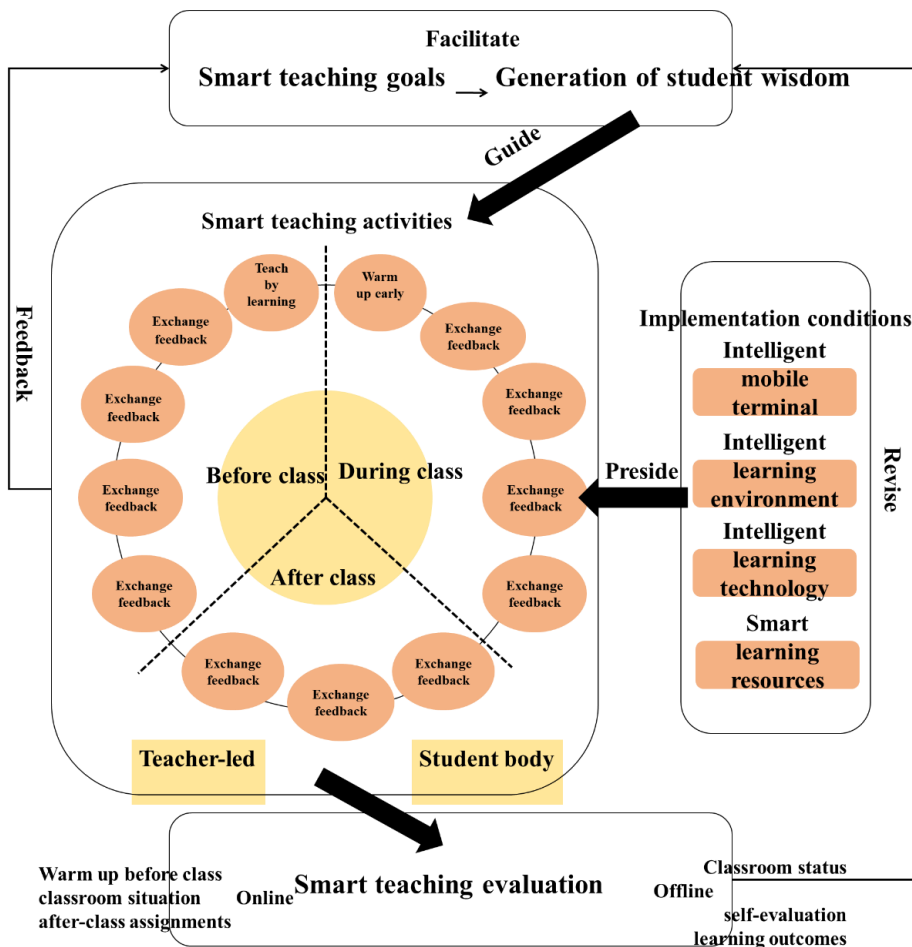 Facilitate
Smart teaching goals
Generation of student wisdom
Guide
Smart teaching activities
Teach
by
learning
Warm
up early
Exchange
feedback
Exchange
feedback
Exchange
feedback
Exchange
feedback
Exchange
feedback
Exchange
feedback
Exchange
feedback
Exchange
feedback
Exchange
feedback
Exchange
feedback
Exchange
feedback
Before class
During class
After class
Teacher-led
Student body
Feedback
Preside
Implementation conditions
Intelligent
mobile
terminal
Intelligent
learning
environment
Intelligent
learning
technology
Smart
learning
resources
Revise
Warm up before class
classroom situation
after-class assignments
Online
Smart teaching evaluation
Offline
Classroom status
self-evaluation
learning outcomes